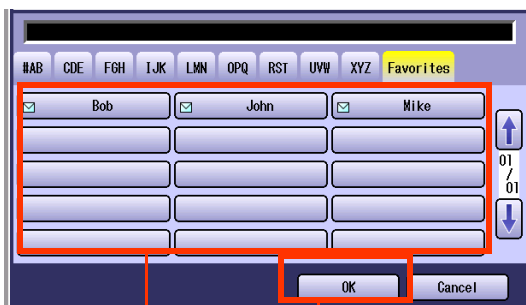 #AB CDE FGH IJK LMN OPQ RST UVW XYZ Favorites
Bob John Mike
01
/
01
OK Cancel